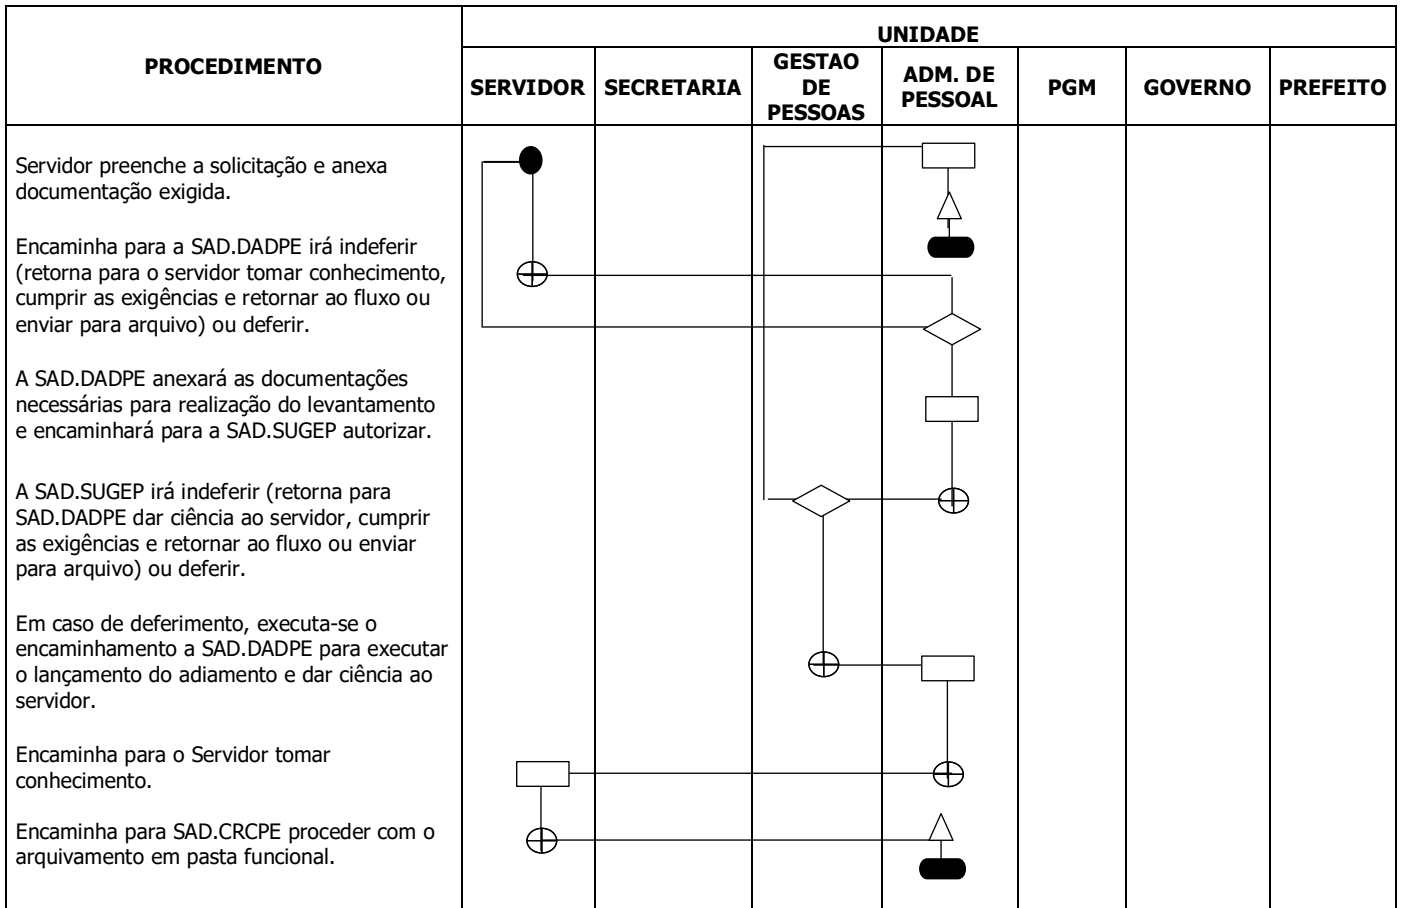 PROCEDIMENTO
UNIDADE
SERVIDOR
SECRETARIA
GESTAO
DE
PESSOAS
ADM. DE
PESSOAL
PGM
GOVERNO
PREFEITO
Servidor preenche a solicitação e anexa
documentação exigida.
Encaminha para a SAD.DADPE irá indeferir
(retorna para o servidor tomar conhecimento,
cumprir as exigências e retornar ao fluxo ou
enviar para arquivo) ou deferir.
A SAD.DADPE anexará as documentações
necessárias para realização do levantamento
e encaminhará para a SAD.SUGEP autorizar.
A SAD.SUGEP irá indeferir (retorna para
SAD.DADPE dar ciência ao servidor, cumprir
as exigências e retornar ao fluxo ou enviar
para arquivo) ou deferir.
Em caso de deferimento, executa-se o
encaminhamento a SAD.DADPE para executar
o lançamento do adiamento e dar ciência ao
servidor.
Encaminha para o Servidor tomar
conhecimento.
Encaminha para SAD.CRCPE proceder com o
arquivamento em pasta funcional.